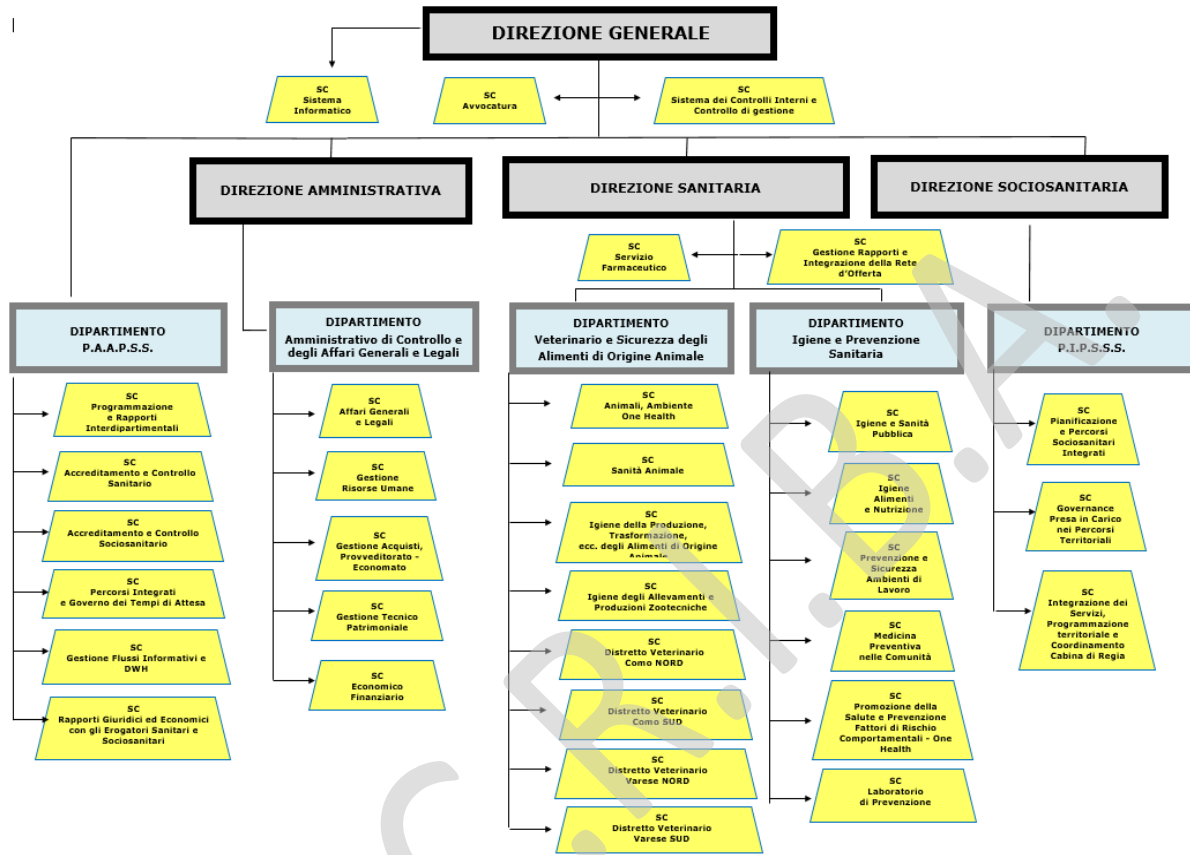 DIREZIONE GENERALE
SC
Sistema
Informatico
SC
Avvocatura
SC
Sistema dei Controlli Interni e
Controllo di gestione
DIREZIONE AMMINISTRATIVA
DIREZIONE SANITARIA
DIREZIONE SOCIOSANITARIA
SC
Servizio
Farmaceutico
SC
Gestione Rapporti e
Integrazione della Rete
d'Offerta
DIPARTIMENTO
P.A.A.P.S.S.
SC
Programmazione
e Rapporti
Interdipartimentali
SC
Accreditamento e Controllo
Sanitario
SC
Accreditamento e Controllo
Sociosanitario
SC
Percorsi Integrati
e Governo dei Tempi di Attesa
SC
Gestione Flussi Informativi e
DWH
SC
Rapporti Giuridici ed Economici
con gli Erogatori Sanitari e
Sociosanitari
DIPARTIMENTO
Amministrativo di Controllo e
degli Affari Generali e Legali
SC
Affari Generali
e Legali
SC
Gestione
Risorse Umane
SC
Gestione Acquisti,
Provveditorato -
Economato
SC
Gestione Tecnico
Patrimoniale
SC
Economico
Finanziario
DIPARTIMENTO
Veterinario e Sicurezza degli
Alimenti di Origine Animale
SC
Animali, Ambiente
One Health
SC
Sanità Animale
SC
Igiene della Produzione,
Trasformazione,
ecc. degli Alimenti di Origine
Animale
SC
Igiene degli Allevamenti e
Produzioni Zootecniche
SC
Distretto Veterinario
Como NORD
SC
Distretto Veterinario
Como SUD
SC
Distretto Veterinario
Varese NORD
SC
Distretto Veterinario
Varese SUD
DIPARTIMENTO
Igiene e Prevenzione
Sanitaria
SC
Igiene e Sanità
Pubblica
SC
Igiene
Alimenti
e Nutrizione
SC
Prevenzione e
Sicurezza
Ambienti di
Lavoro
SC
Medicina
Preventiva
nelle Comunità
SC
Promozione della
Salute e Prevenzione
Fattori di Rischio
Comportamentali - One
Health
SC
Laboratorio
di Prevenzione
DIPARTIMENTO
P.I.P.S.S.S.
SC
Pianificazione
e Percorsi
Sociosanitari
Integrati
SC
Governance
Presa in Carico
nei Percorsi
Territoriali
SC
Integrazione dei
Servizi,
Programmazione
territoriale e
Coordinamento
Cabina di Regia
C.R.I.B.A.